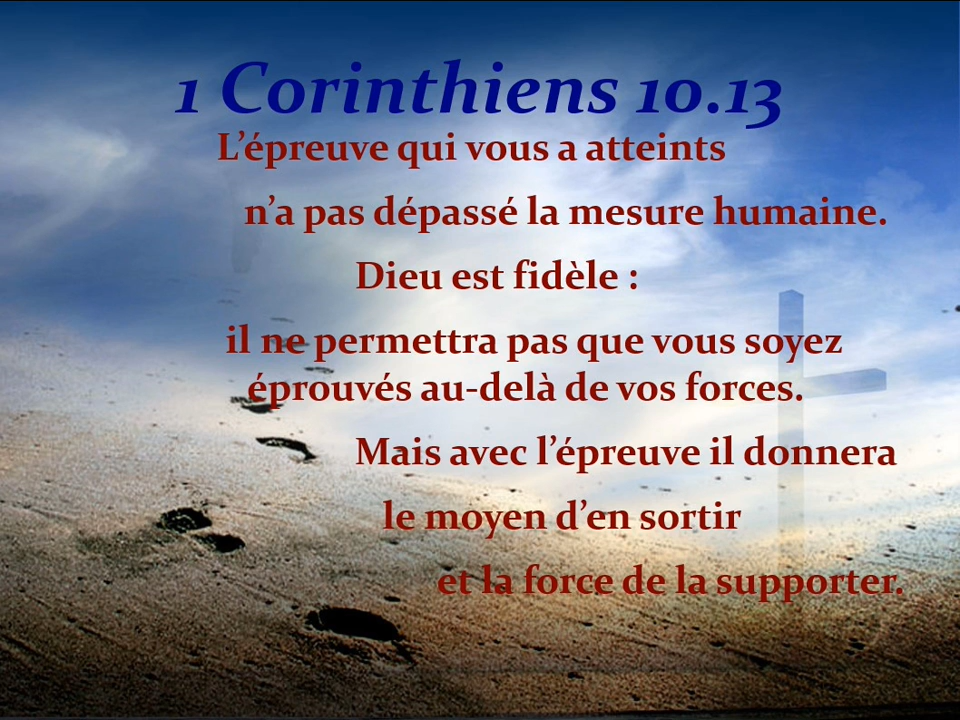 1 Corinthiens 10.13
L’épreuve qui vous a atteints
n’a pas dépassé la mesure humaine.
Dieu est fidèle :
il ne permettra pas que vous soyez
éprouvés au-delà de vos forces.
Mais avec l’épreuve il donnera
le moyen d’en sortir
et la force de la supporter.